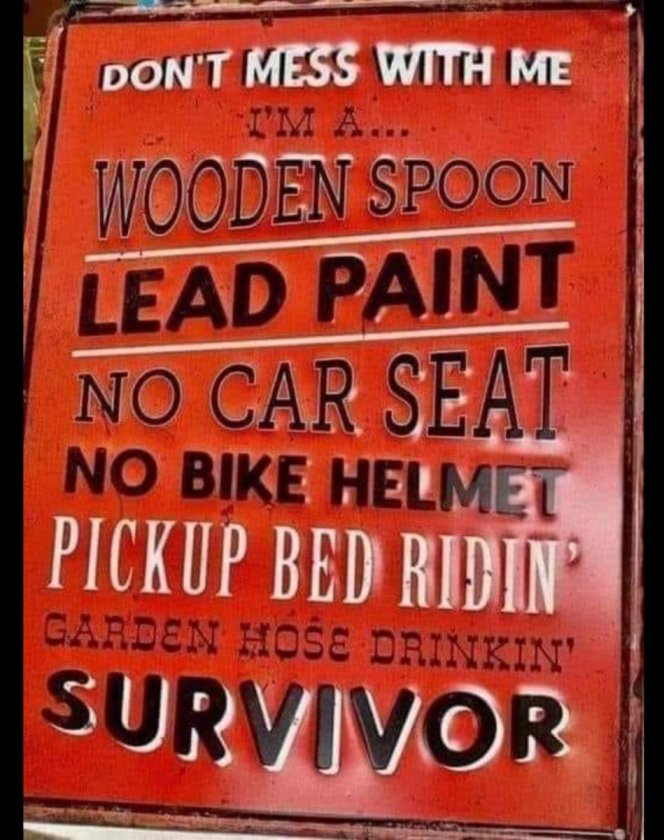 DON'T MESS WITH ME
I'M A...
WOODEN SPOON
LEAD PAINT
NO CAR SEAT
NO BIKE HELMET
PICKUP BED RIDIN'
GARDEN HOSE DRINKIN'
SURVIVOR